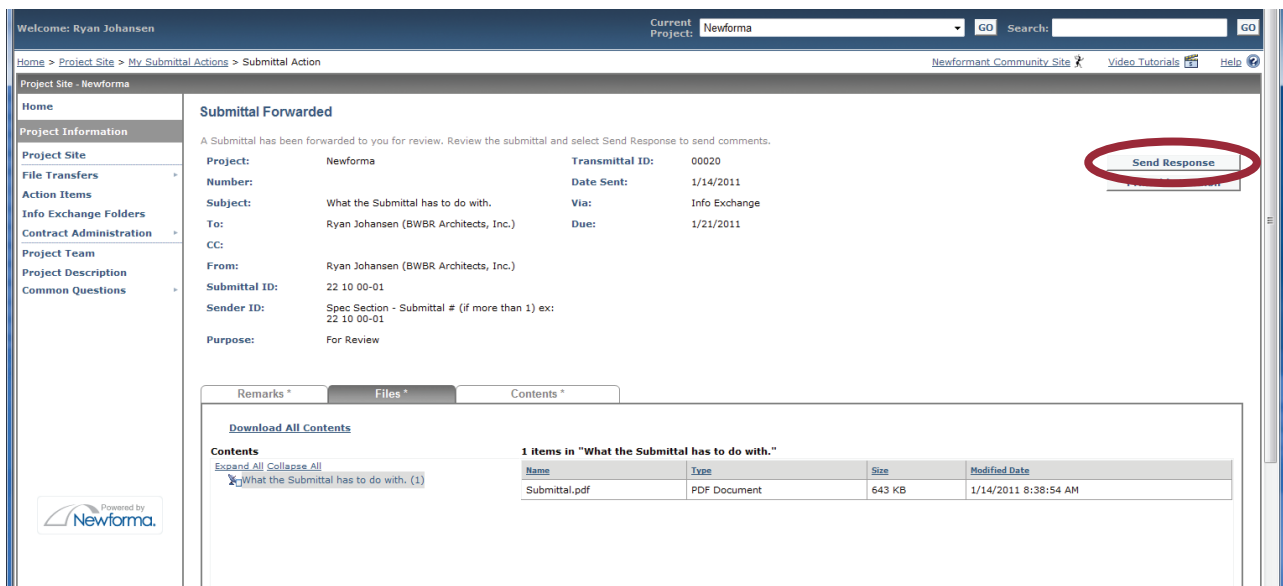 Welcome: Ryan Johansen
Current Project: Newforma GO Search: GO
Home > Project Site > My Submittal Actions > Submittal Action
Newformant Community Site Video Tutorials Help
Project Site - Newforma
Home
Project Information
Project Site
File Transfers
Action Items
Info Exchange Folders
Contract Administration
Project Team
Project Description
Common Questions
Powered by
Newforma.
Submittal Forwarded
A Submittal has been forwarded to you for review. Review the submittal and select Send Response to send comments.
Send Response
Project: Newforma Transmittal ID: 00020
Number: Date Sent: 1/14/2011
Subject: What the Submittal has to do with. Via: Info Exchange
To: Ryan Johansen (BWBR Architects, Inc.) Due: 1/21/2011
CC:
From: Ryan Johansen (BWBR Architects, Inc.)
Submittal ID: 22 10 00-01
Sender ID: Spec Section - Submittal # (if more than 1) ex:
22 10 00-01
Purpose: For Review
Remarks * Files * Contents *
Download All Contents
Contents
Expand All Collapse All
What the Submittal has to do with. (1)
1 items in "What the Submittal has to do with."
Name Type Size Modified Date
Submittal.pdf PDF Document 643 KB 1/14/2011 8:38:54 AM